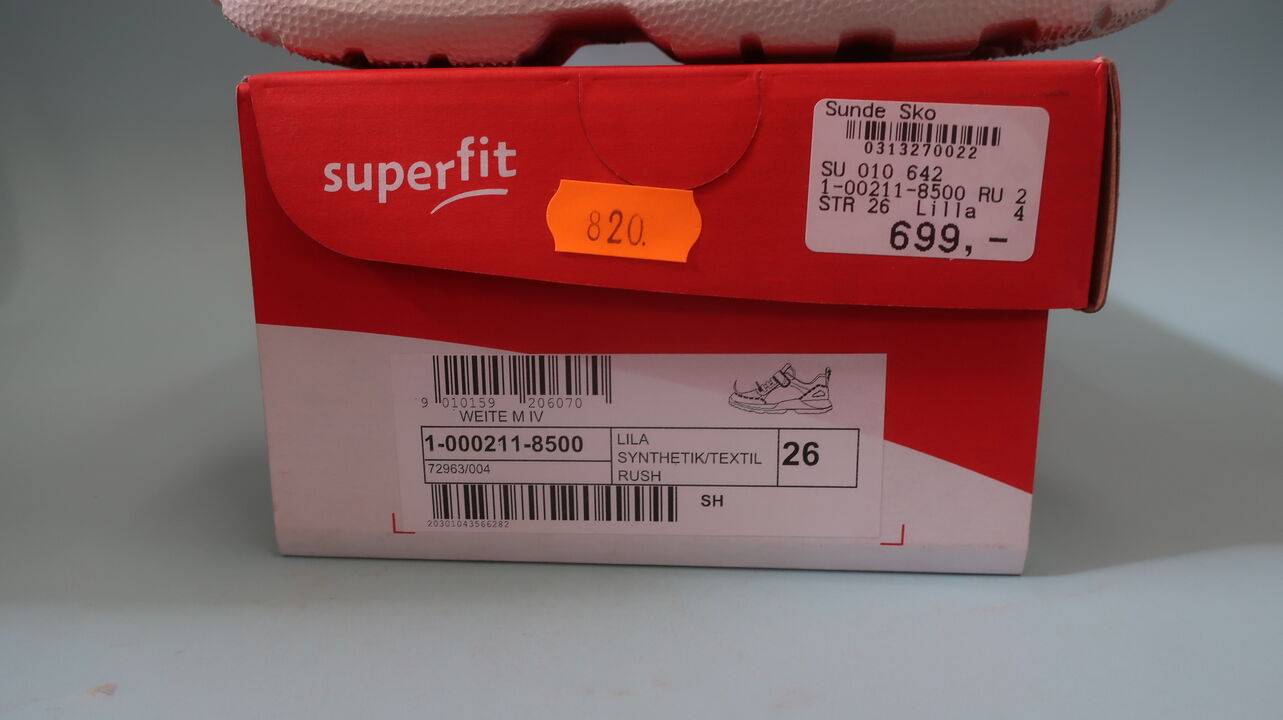 superfit
820.
Sunde Sko
0313270022
SU 010 642
1-00211-8500 RU 2
STR 26 Lilla 4
699,-
9 010159 206070
WEITE M IV
1-000211-8500
72963/004
LILA
SYNTHETIK/TEXTIL
RUSH
26
SH
20301043566282